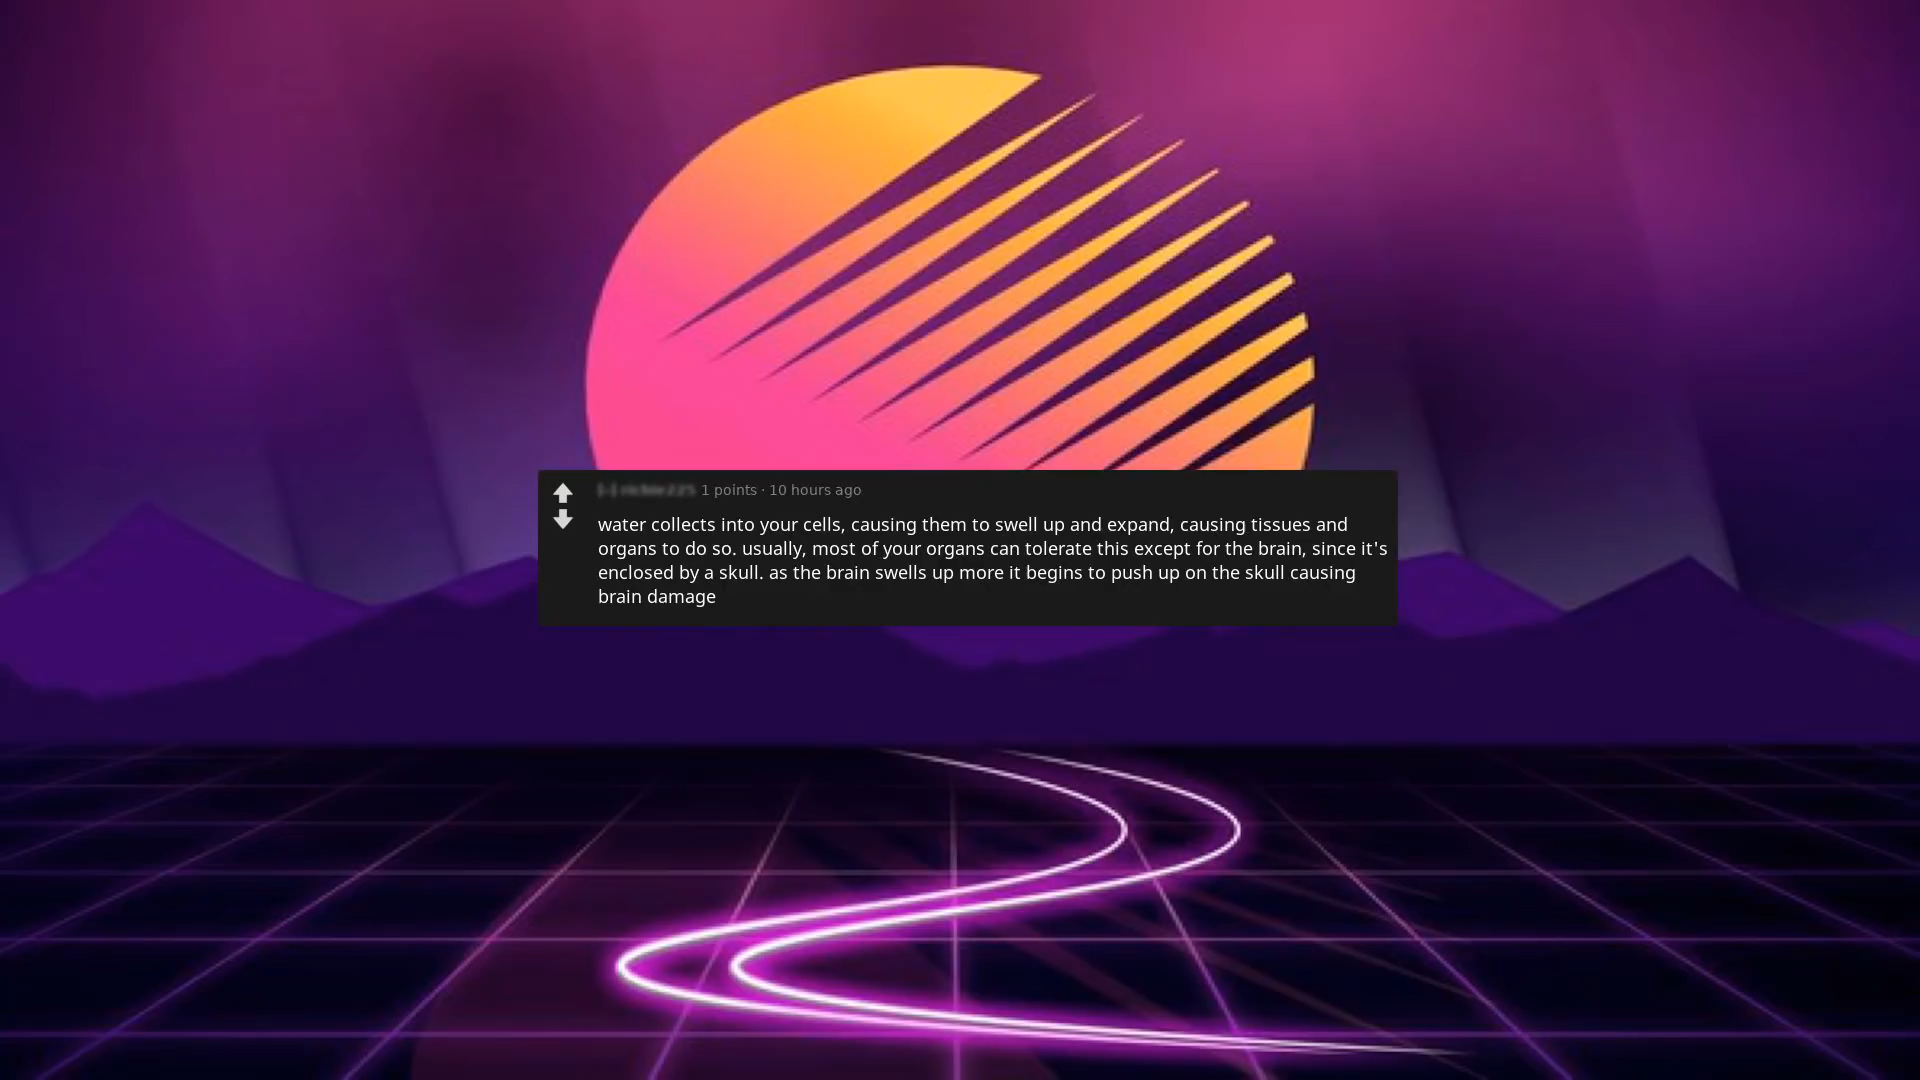 1 points · 10 hours ago
water collects into your cells, causing them to swell up and expand, causing tissues and
organs to do so. usually, most of your organs can tolerate this except for the brain, since it's
enclosed by a skull. as the brain swells up more it begins to push up on the skull causing
brain damage